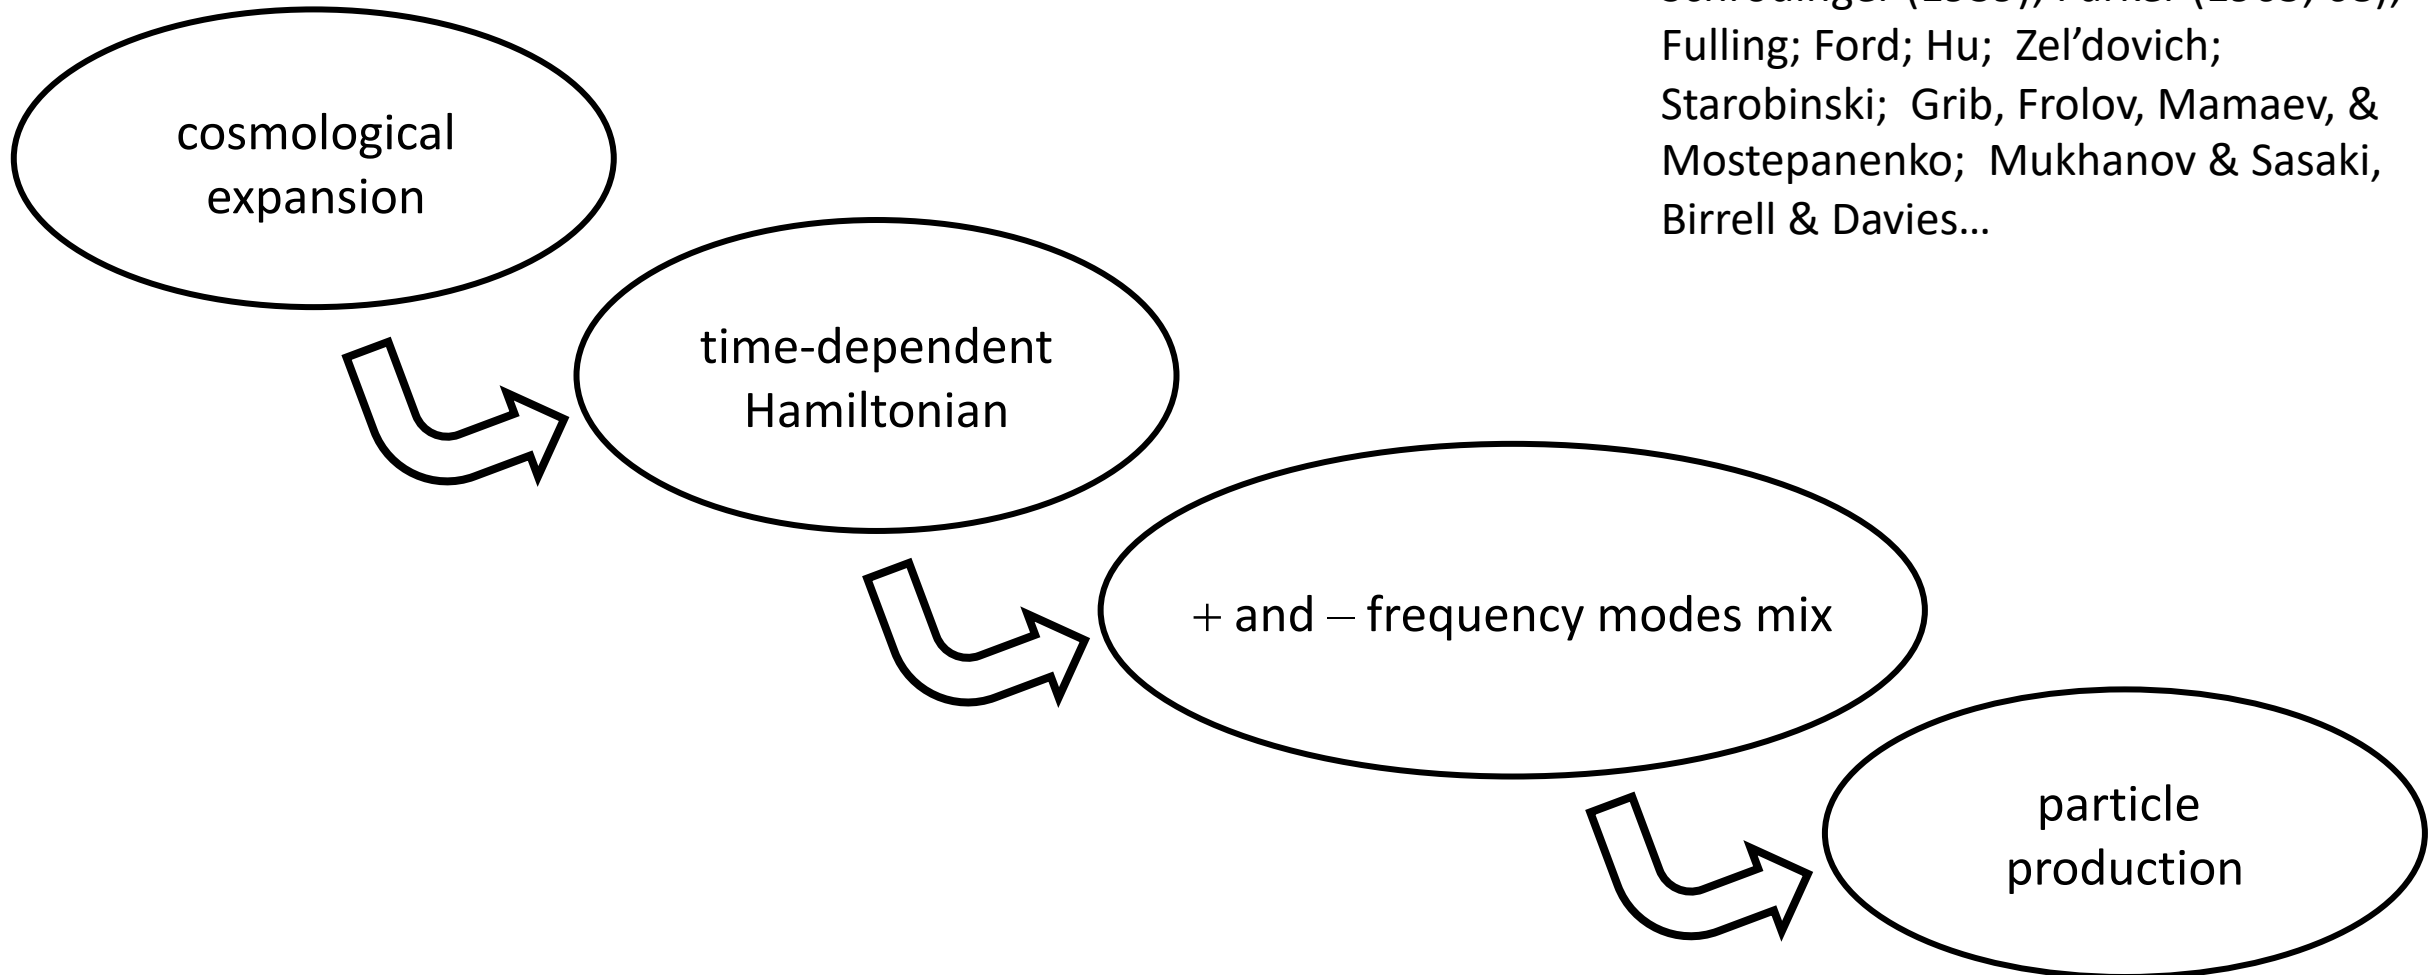 Fulling; Ford; Hu; Zel’dovich;
Starobinski; Grib, Frolov, Mamaev, &
Mostepanenko; Mukhanov & Sasaki,
Birrell & Davies…
cosmological
expansion
time-dependent
Hamiltonian
+ and – frequency modes mix
particle
production